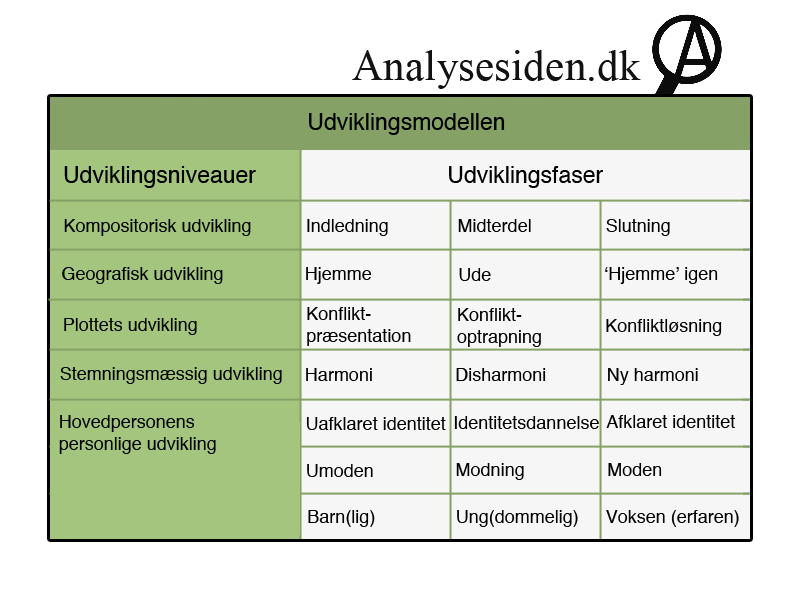 Analysesiden.dk
Udviklingsmodellen
Udviklingsniveauer
Udviklingsfaser
Kompositorisk udvikling
Indledning
Midterdel
Slutning
Geografisk udvikling
Hjemme
Ude
‘Hjemme’ igen
Plottets udvikling
Konflikt-
præsentation
Konflikt-
optrapning
Konfliktløsning
Stemningsmæssig udvikling
Harmoni
Disharmoni
Ny harmoni
Hovedpersonens
personlige udvikling
Uafklaret identitet
Identitetsdannelse
Afklaret identitet
Umoden
Modning
Moden
Barn(lig)
Ung(dommelig)
Voksen (erfaren)